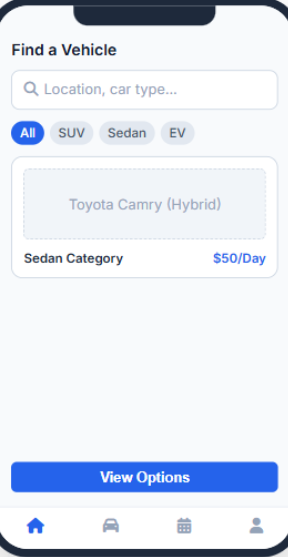 Find a Vehicle
Location, car type...
All SUV Sedan EV
Toyota Camry (Hybrid)
Sedan Category $50/Day
View Options